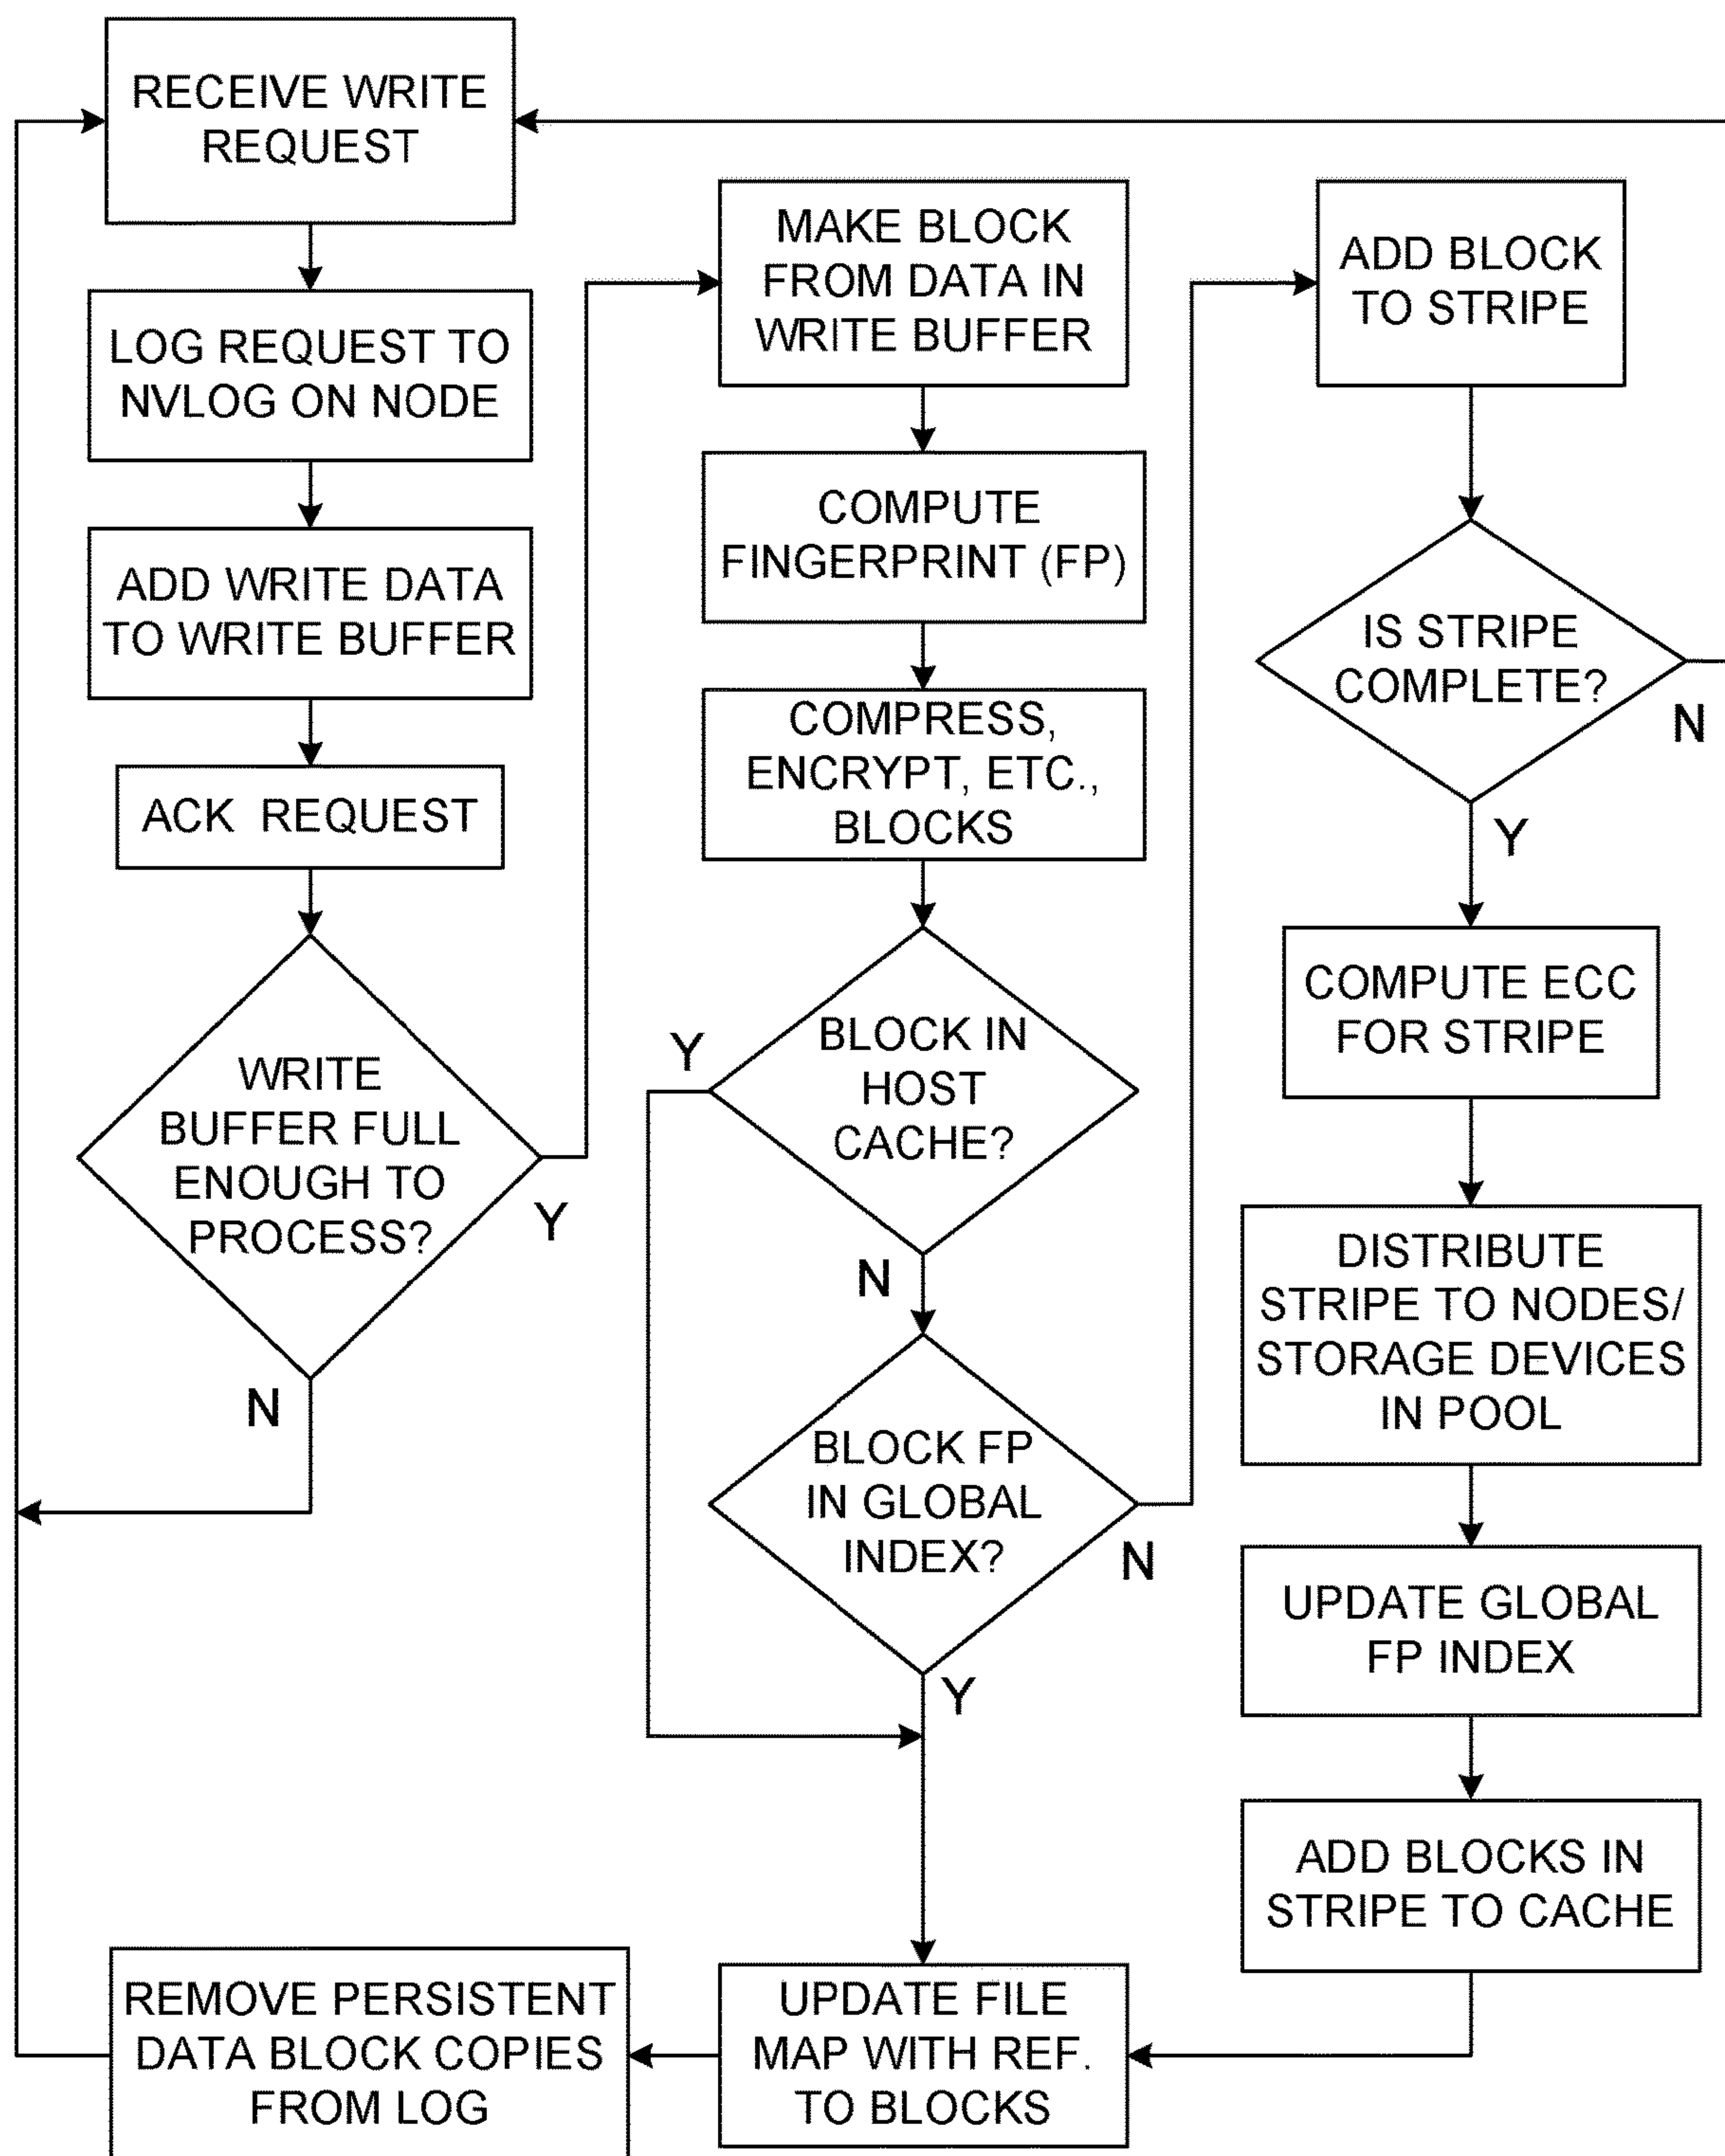 RECEIVE WRITE
REQUEST
LOG REQUEST TO
NVLOG ON NODE
ADD WRITE DATA
TO WRITE BUFFER
ACK REQUEST
WRITE
BUFFER FULL
ENOUGH TO
PROCESS?
Y
N
MAKE BLOCK
FROM DATA IN
WRITE BUFFER
COMPUTE
FINGERPRINT (FP)
COMPRESS,
ENCRYPT, ETC.,
BLOCKS
BLOCK IN
HOST
CACHE?
Y
N
BLOCK FP
IN GLOBAL
INDEX?
N
Y
ADD BLOCK
TO STRIPE
IS STRIPE
COMPLETE?
N
Y
COMPUTE ECC
FOR STRIPE
DISTRIBUTE
STRIPE TO NODES/
STORAGE DEVICES
IN POOL
UPDATE GLOBAL
FP INDEX
ADD BLOCKS IN
STRIPE TO CACHE
UPDATE FILE
MAP WITH REF.
TO BLOCKS
REMOVE PERSISTENT
DATA BLOCK COPIES
FROM LOG